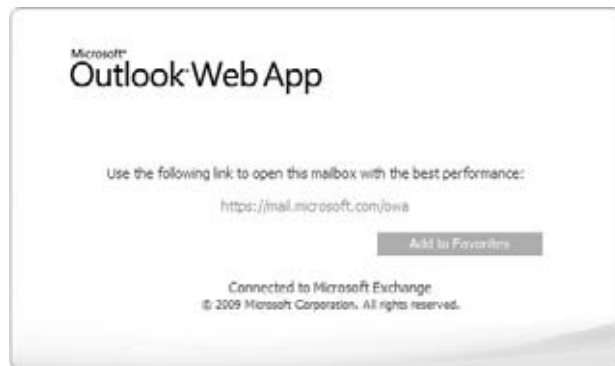 Microsoft®
Outlook Web App
Use the following link to open this mailbox with the best performance:
https://mail.microsoft.com/owa
Add to Favorites
Connected to Microsoft Exchange
© 2009 Microsoft Corporation. All rights reserved.